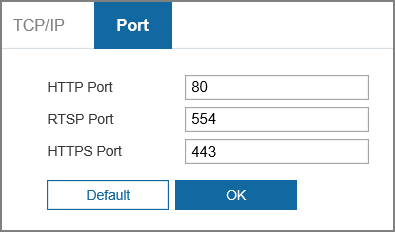 TCP/IP Port
HTTP Port 80
RTSP Port 554
HTTPS Port 443
Default OK